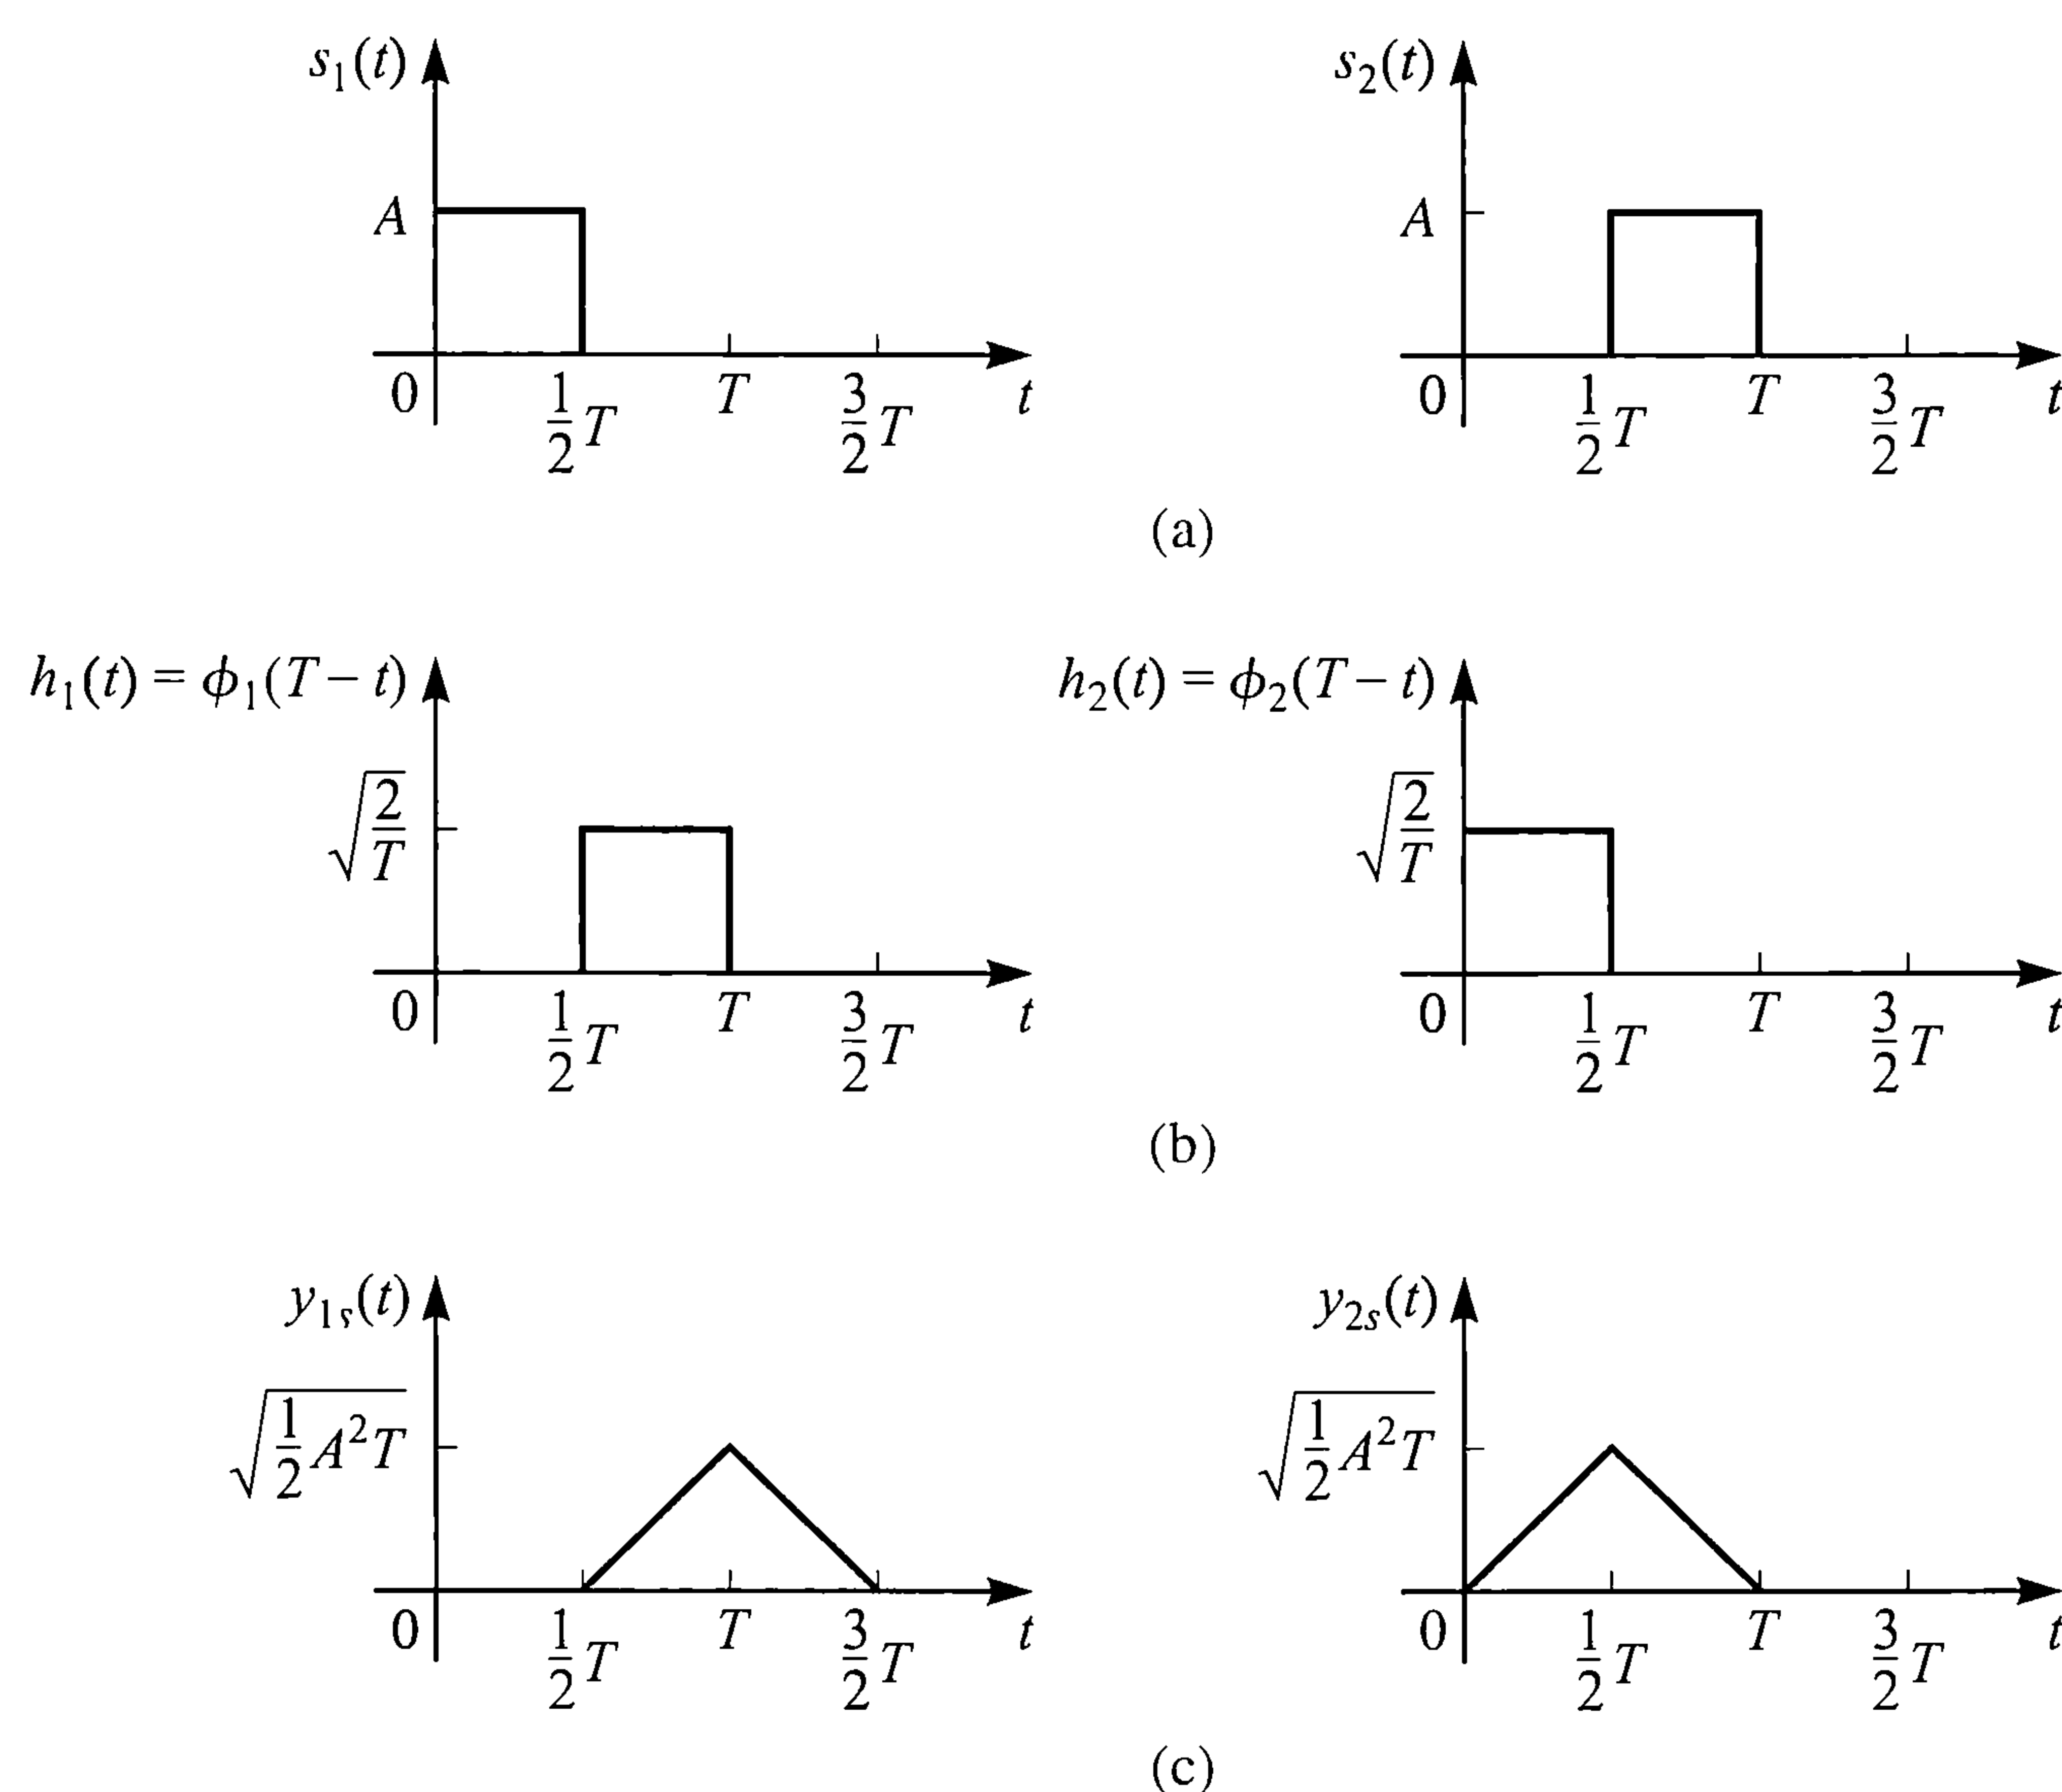 s₁(t) s₂(t)
A A
0 1/2 T T 3/2 T t 0 1/2 T T 3/2 T t
(a)
h₁(t) = ϕ₁(T − t) h₂(t) = ϕ₂(T − t)
√(2/T) √(2/T)
0 1/2 T T 3/2 T t 0 1/2 T T 3/2 T t
(b)
y₁ₛ(t) y₂ₛ(t)
√(1/2 A²T) √(1/2 A²T)
0 1/2 T T 3/2 T t 0 1/2 T T 3/2 T t
(c)